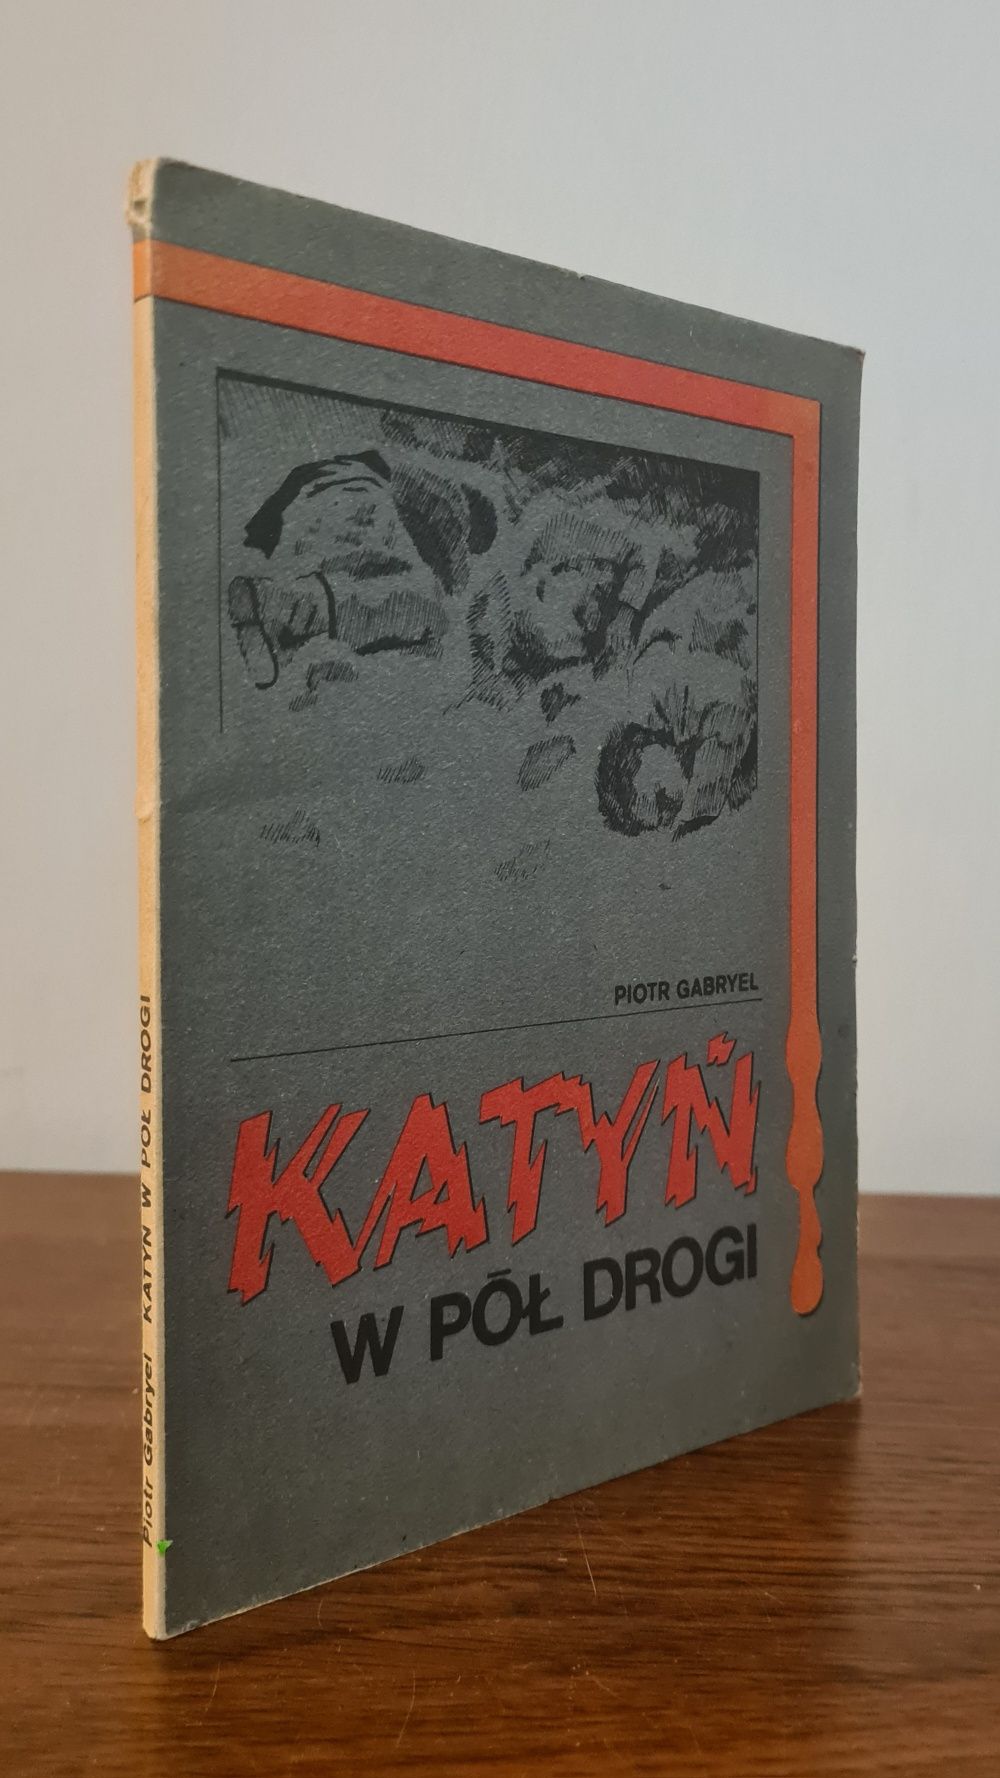 PIOTR GABRYEL
KATYŃ
W PÓŁ DROGI
Piotr Gabryel KATYŃ W PÓŁ DROGI